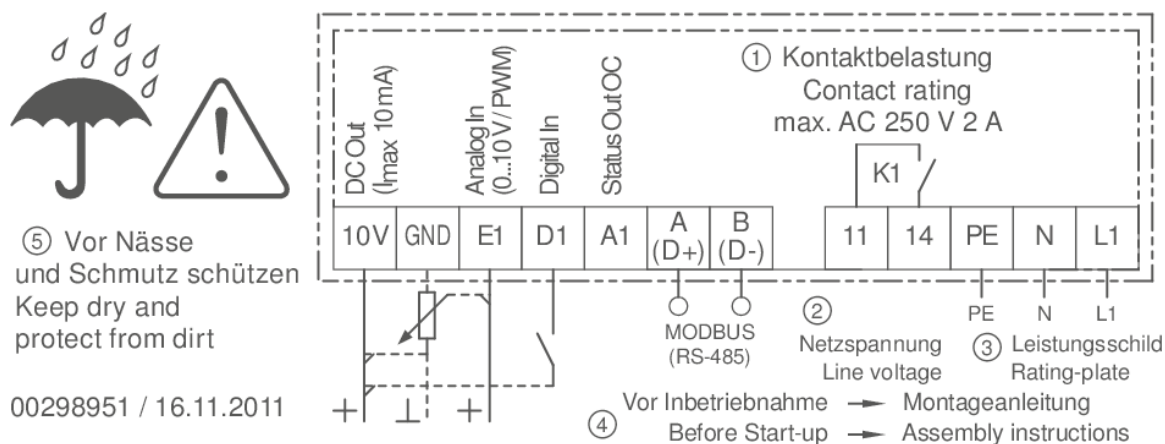 DC Out
(Imax 10mA)
Analog In
(0...10 V / PWM)
Digital In
Status Out OC
① Kontaktbelastung
Contact rating
max. AC 250 V 2 A
K1
10V GND E1 D1 A1 A (D+) B (D-) 11 14 PE N L1
⑤ Vor Nässe
und Schmutz schützen
Keep dry and
protect from dirt
MODBUS
(RS-485)
PE N L1
② Netzspannung
Line voltage
③ Leistungsschild
Rating-plate
④ Vor Inbetriebnahme → Montageanleitung
Before Start-up → Assembly instructions
00298951 / 16.11.2011
+ ⊥ +